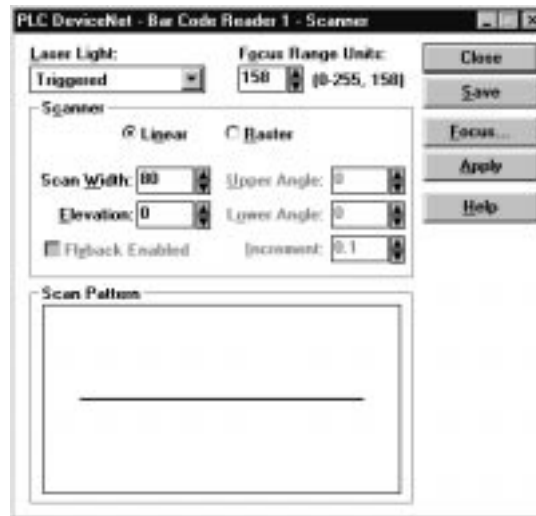 PLC DeviceNet - Bar Code Reader 1 - Scanner
Laser Light:
Triggered
Focus Range Units:
158 (0-255, 158)
Close
Save
Focus...
Apply
Help
Scanner
Linear Raster
Scan Width: 80 Upper Angle: 0
Elevation: 0 Lower Angle: 0
Flyback Enabled Increment: 0.1
Scan Pattern